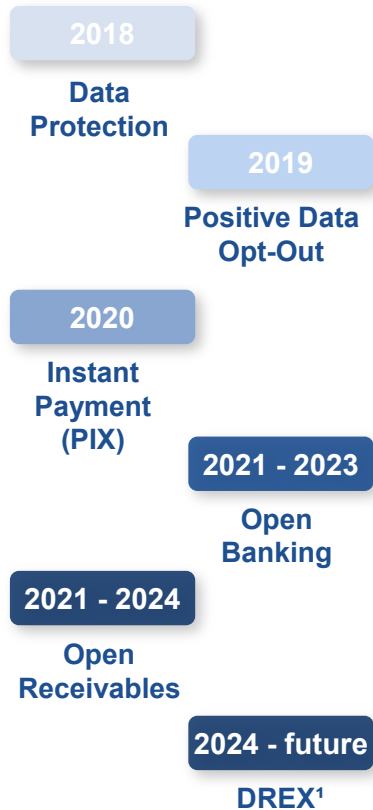 2018
Data
Protection
2019
Positive Data
Opt-Out
2020
Instant
Payment
(PIX)
2021 - 2023
Open
Banking
2021 - 2024
Open
Receivables
2024 - future
DREX¹